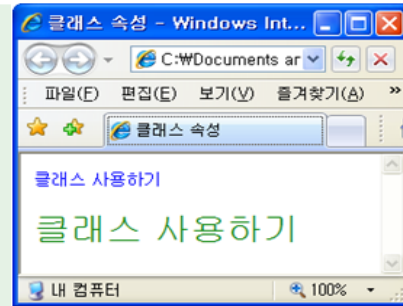 클래스 속성 - Windows Int...
C:₩Documents ar
파일(F) 편집(E) 보기(V) 즐겨찾기(A) »
클래스 속성
클래스 사용하기
클래스 사용하기
내 컴퓨터 100%